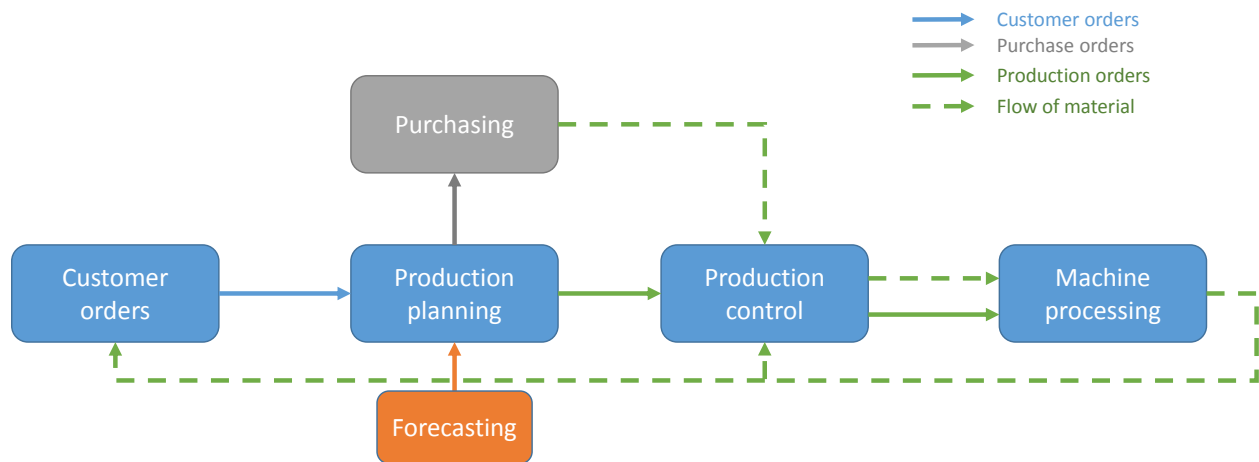 Customer orders
Purchase orders
Production orders
Flow of material
Purchasing
Customer
orders
Production
planning
Production
control
Machine
processing
Forecasting